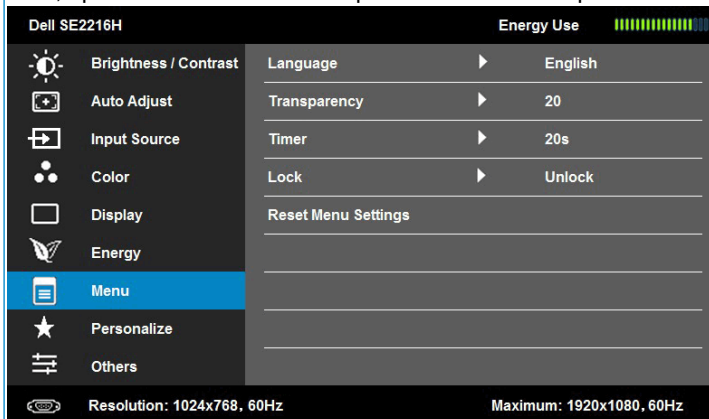 Dell SE2216H Energy Use
Brightness / Contrast Language English
Auto Adjust Transparency 20
Input Source Timer 20s
Color Lock Unlock
Display Reset Menu Settings
Energy
Menu
Personalize
Others
Resolution: 1024x768, 60Hz Maximum: 1920x1080, 60Hz